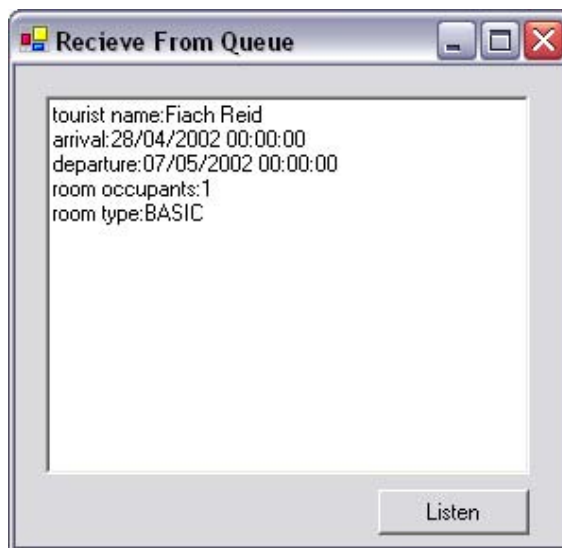 Recieve From Queue
tourist name:Fiach Reid
arrival:28/04/2002 00:00:00
departure:07/05/2002 00:00:00
room occupants:1
room type:BASIC
Listen